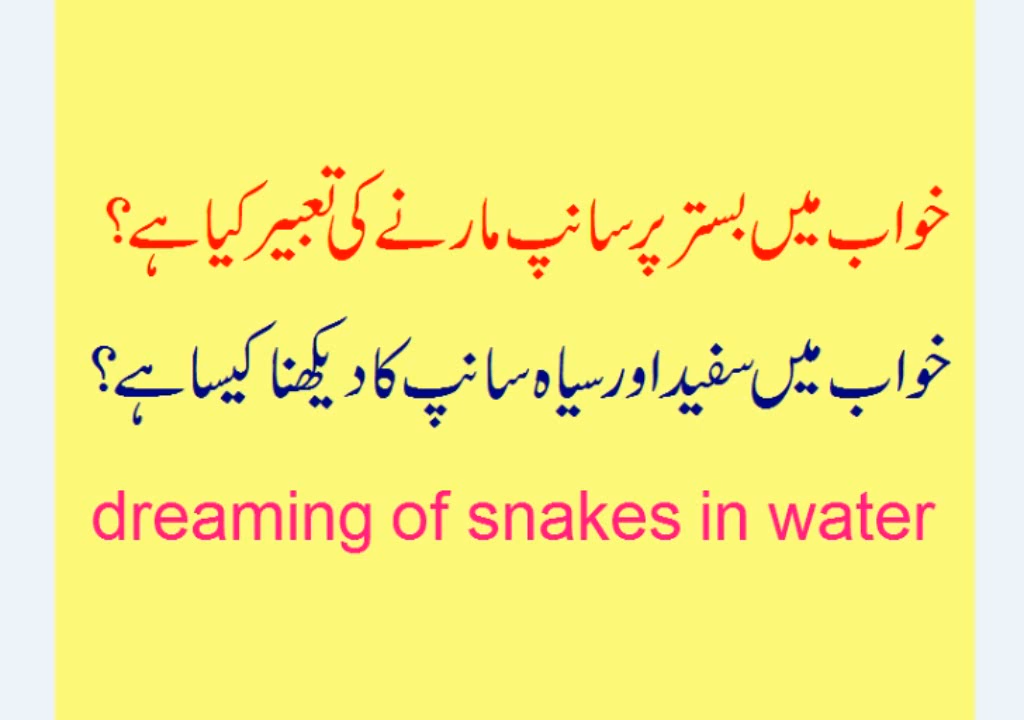 خواب میں بستر پر سانپ مارنے کی تعبیر کیا ہے؟
خواب میں سفید اور سیاہ سانپ کا دیکھنا کیسا ہے؟
dreaming of snakes in water